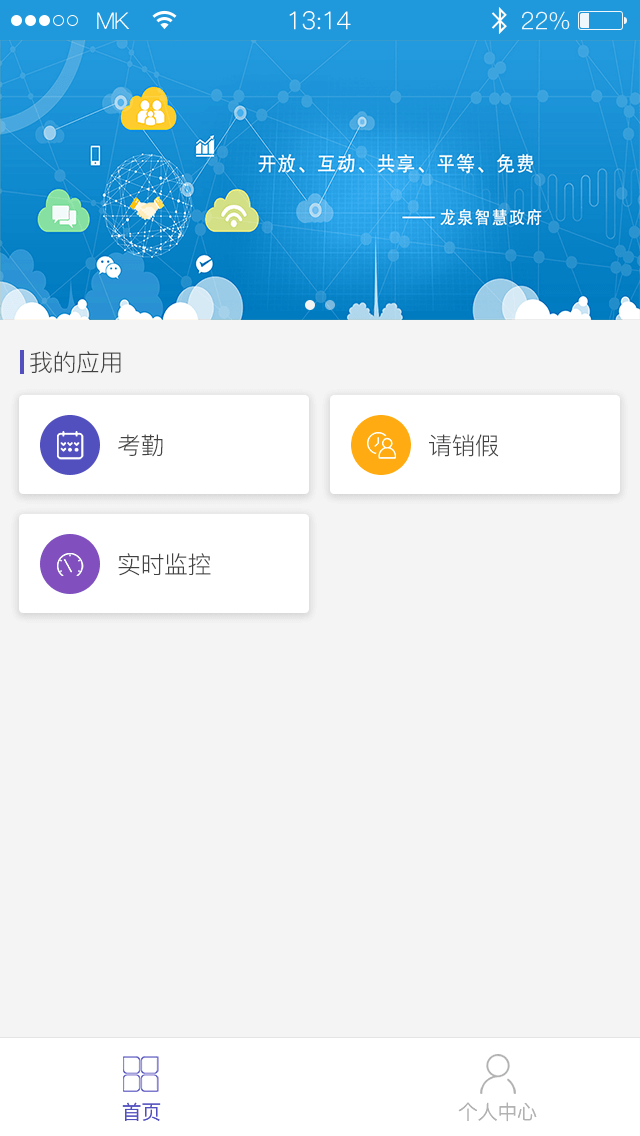 MK 13:14 22%
开放、互动、共享、平等、免费
——龙泉智慧政府
我的应用
考勤
请销假
实时监控
首页
个人中心